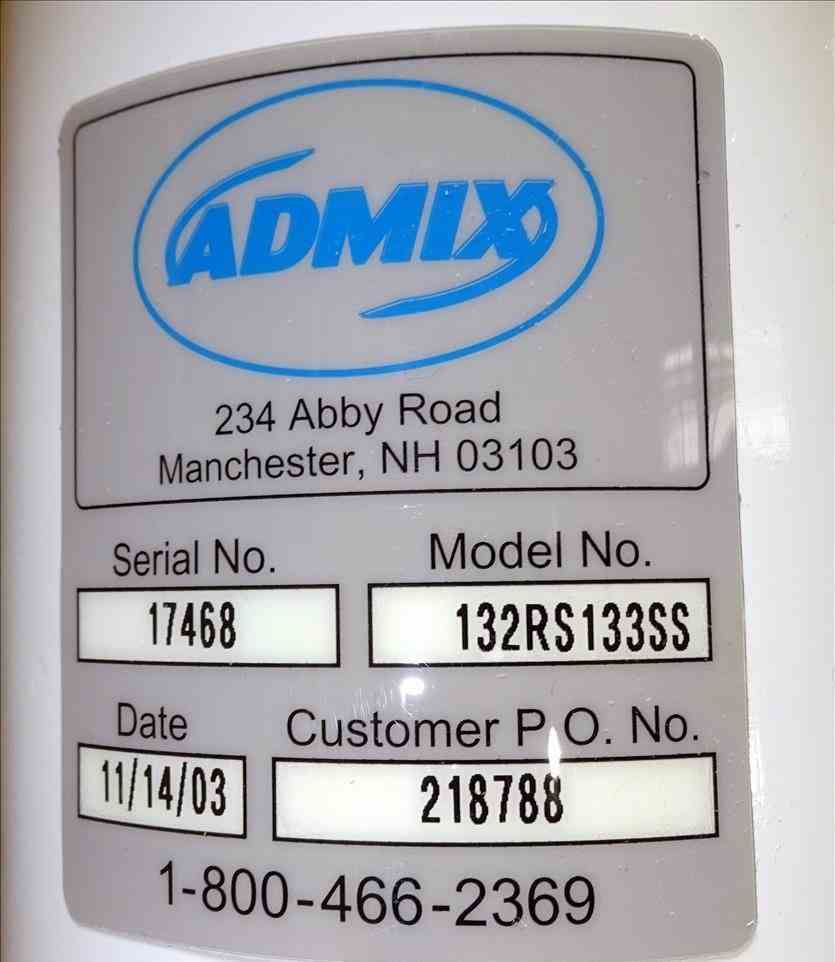 ADMIX
234 Abby Road
Manchester, NH 03103
Serial No. Model No.
17468 132RS133SS
Date Customer P.O. No.
11/14/03 218788
1-800-466-2369